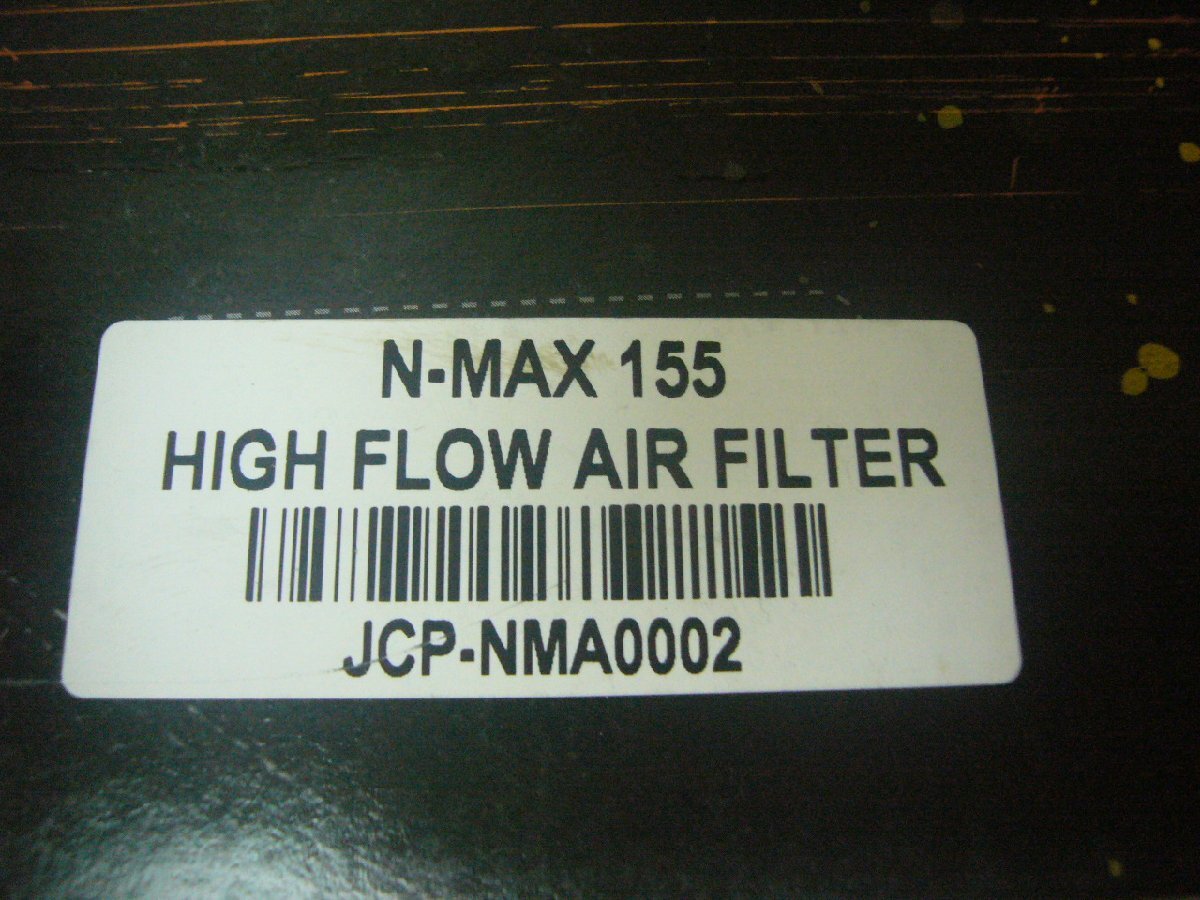 N-MAX 155
HIGH FLOW AIR FILTER
JCP-NMA0002